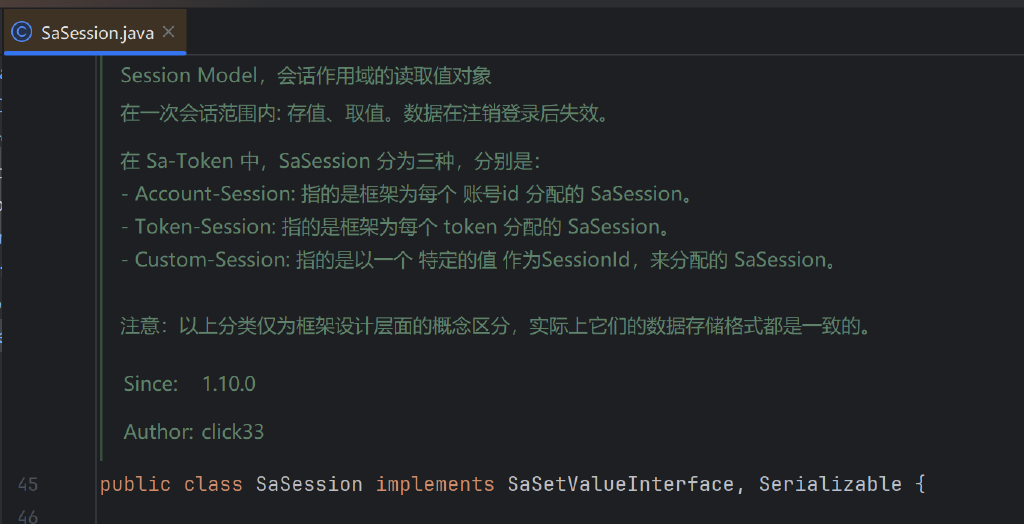 SaSession.java
Session Model，会话作用域的读取值对象
在一次会话范围内: 存值、取值。数据在注销登录后失效。
在 Sa-Token 中，SaSession 分为三种，分别是：
- Account-Session: 指的是框架为每个 账号id 分配的 SaSession。
- Token-Session: 指的是框架为每个 token 分配的 SaSession。
- Custom-Session: 指的是以一个 特定的值 作为SessionId，来分配的 SaSession。
注意：以上分类仅为框架设计层面的概念区分，实际上它们的数据存储格式都是一致的。
Since: 1.10.0
Author: click33
45 public class SaSession implements SaSetValueInterface, Serializable {
46